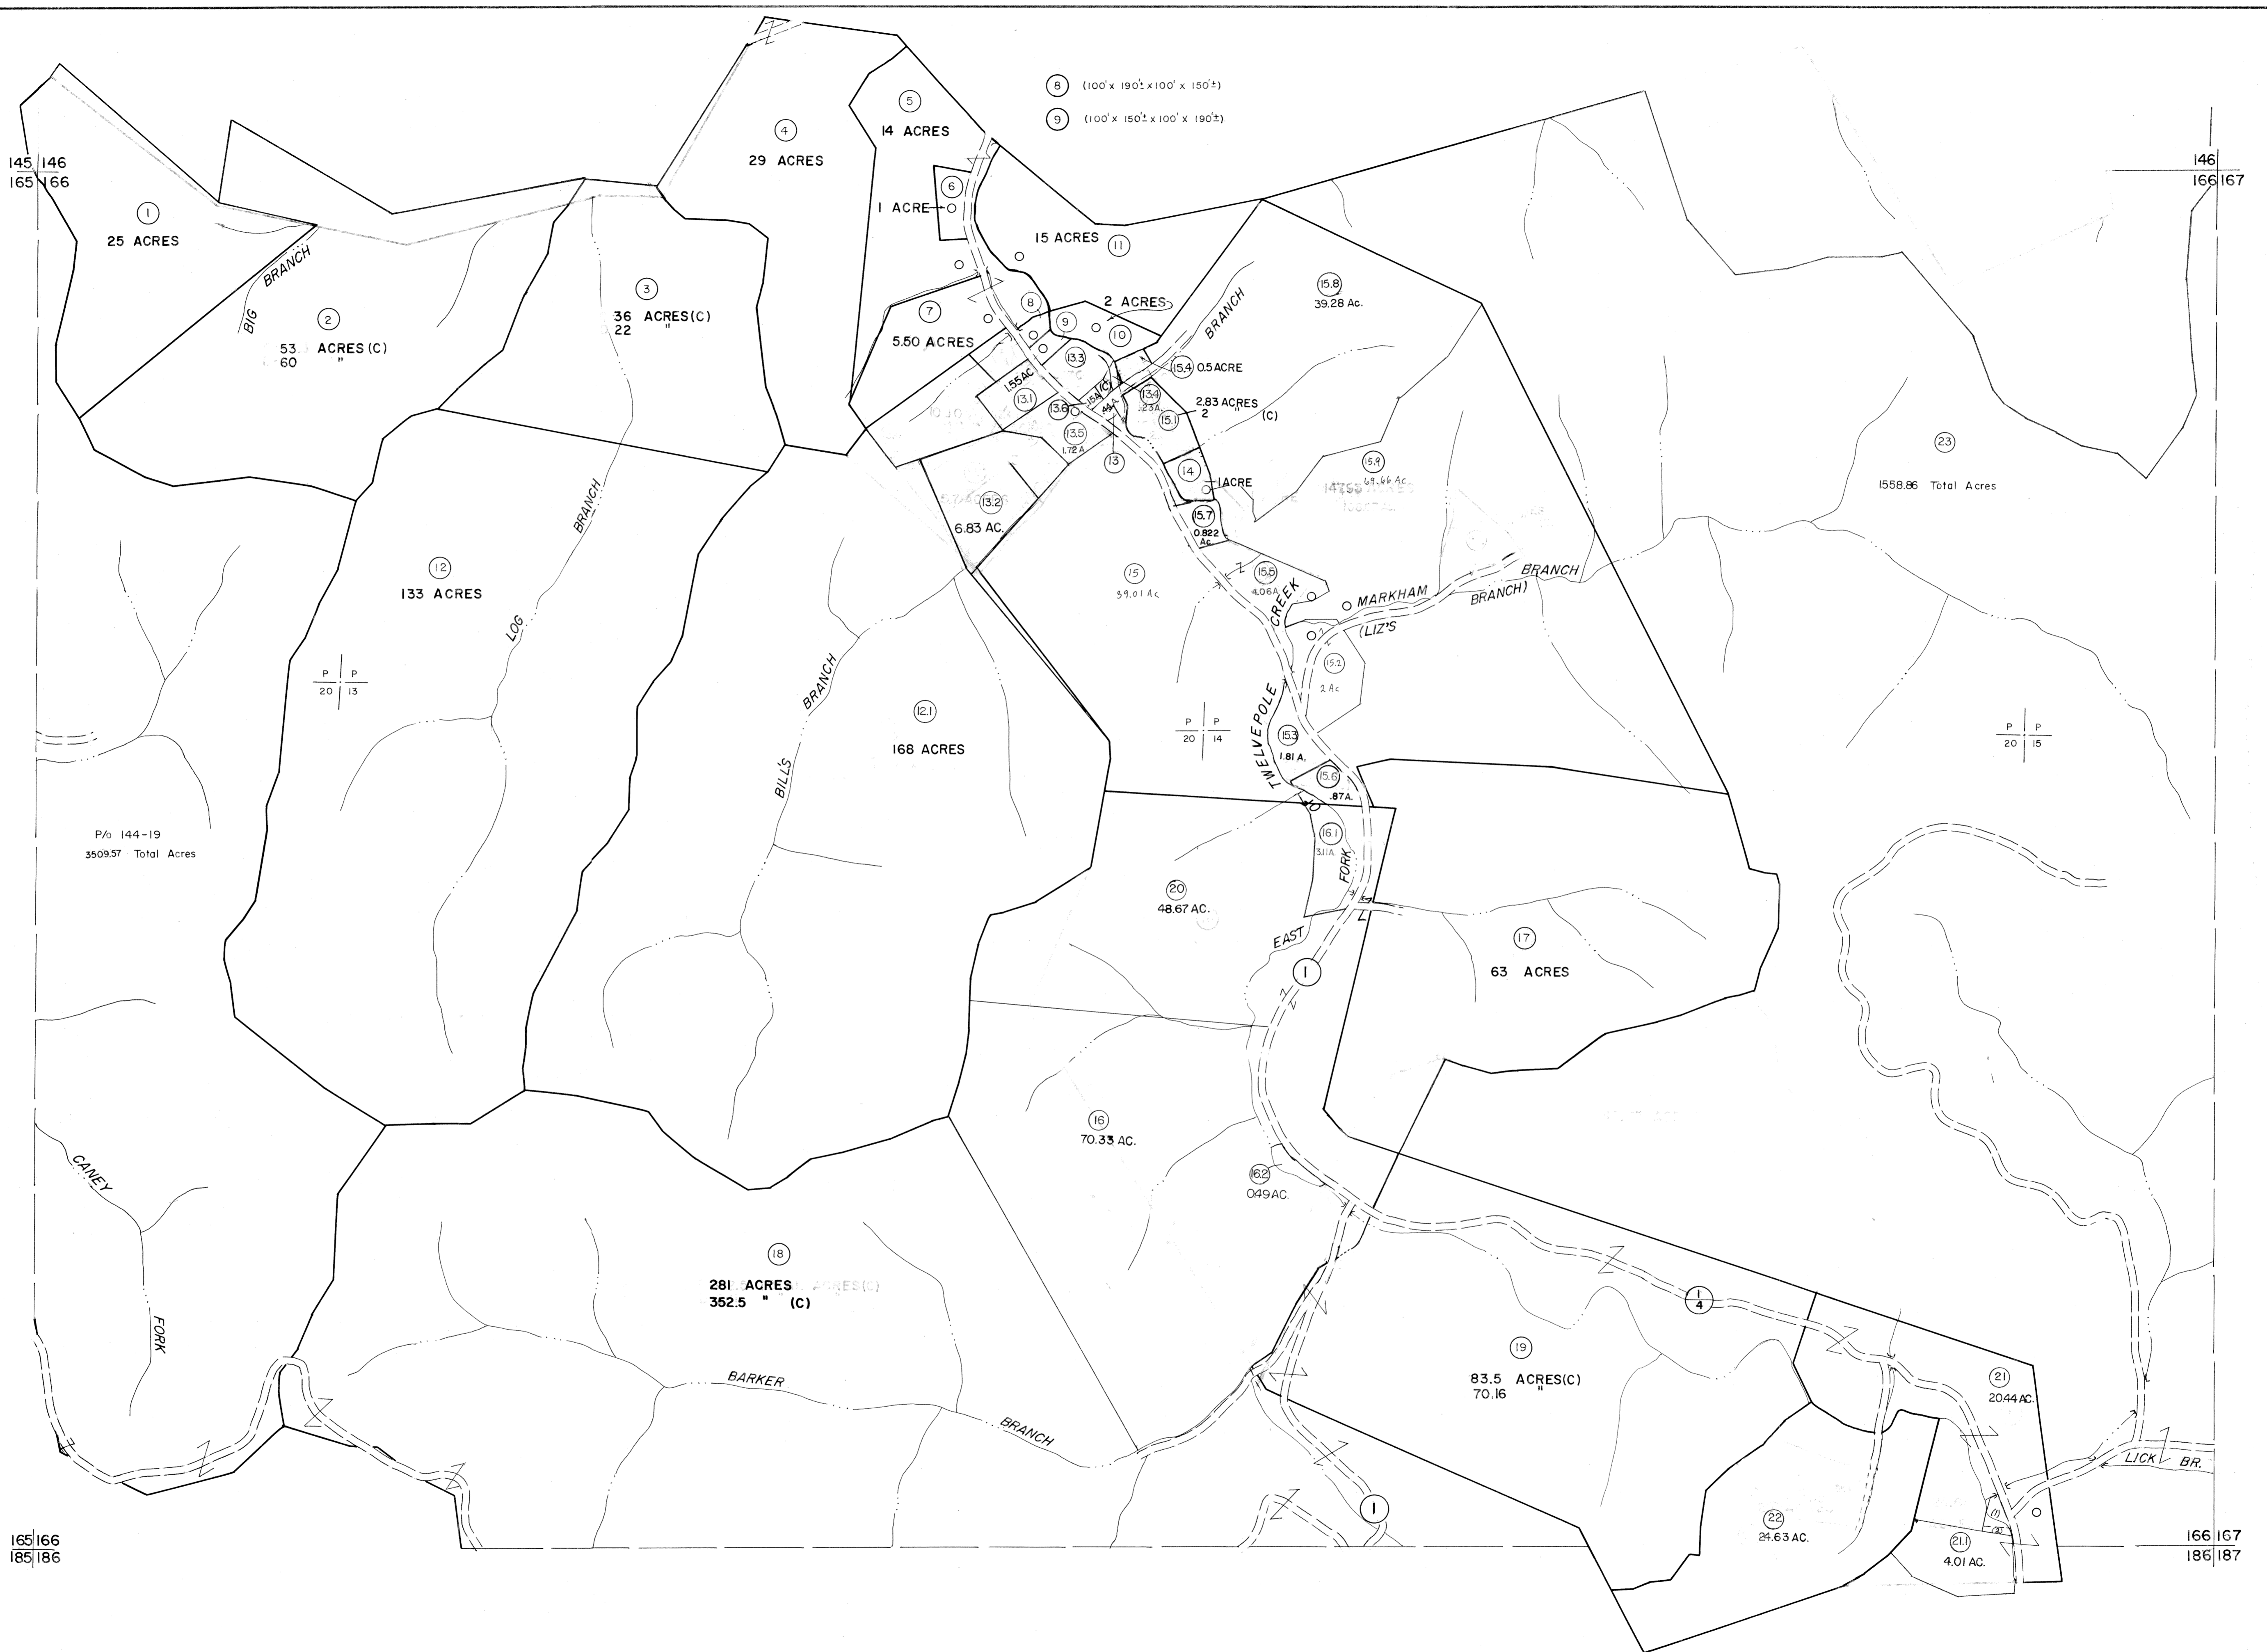 8 (100' x 190'± x 100' x 150'±)
9 (100' x 150'± x 100' x 190'±)
145 146
165 166
146
166 167
1
25 ACRES
BIG BRANCH
2
53 ACRES (C)
60 "
3
36 ACRES (C)
22 "
4
29 ACRES
5
14 ACRES
6
1 ACRE
15 ACRES 11
7
5.50 ACRES
8
9
2 ACRES
10
BRANCH
15.8
39.28 Ac.
13.3
15.4 0.5 ACRE
1.55 AC
13.1
13.6
.15A (C)
.44A.
13.4
.23A.
15.1
2.83 ACRES
2 " (C)
13.5
1.72 A
13
14
1 ACRE
15.9
69.66 Ac
23
1558.86 Total Acres
13.2
6.83 AC.
15.7
0.822
Ac.
12
133 ACRES
LOG BRANCH
15
39.01 Ac
15.5
4.06 A
MARKHAM BRANCH
(LIZ'S BRANCH)
15.2
2 Ac
P P
20 13
BILL'S BRANCH
12.1
168 ACRES
P P
20 14
TWELVEPOLE CREEK
15.3
1.81 A.
15.6
.87A.
P P
20 15
P/o 144-19
3509.57 Total Acres
16.1
3.11A.
EAST FORK
20
48.67 AC.
17
63 ACRES
1
16
70.33 AC.
16.2
0.49 AC.
CANEY FORK
18
281 ACRES
352.5 " (C)
1
4
19
83.5 ACRES (C)
70.16 "
21
20.44 AC.
BARKER BRANCH
LICK BR.
1
22
24.63 AC.
(1)
(2)
21.1
4.01 AC.
165 166
185 186
166 167
186 187